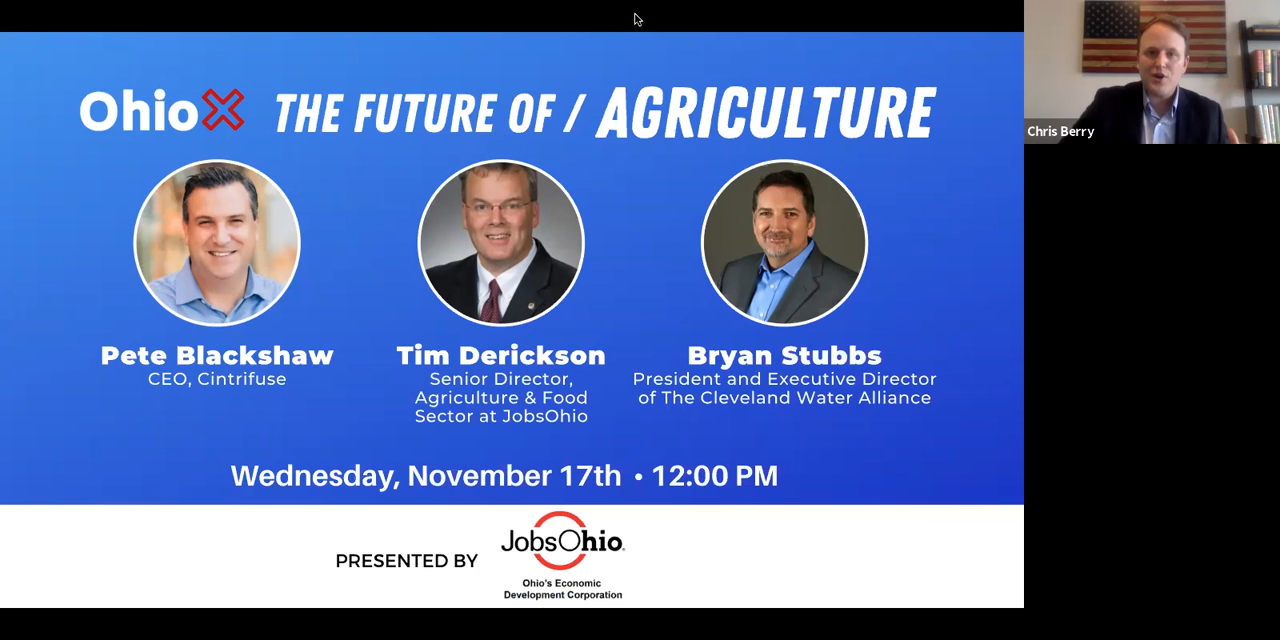 OhioX THE FUTURE OF / AGRICULTURE
Chris Berry
Pete Blackshaw
CEO, Cintrifuse
Tim Derickson
Senior Director,
Agriculture & Food
Sector at JobsOhio
Bryan Stubbs
President and Executive Director
of The Cleveland Water Alliance
Wednesday, November 17th • 12:00 PM
PRESENTED BY
JobsOhio
Ohio's Economic
Development Corporation